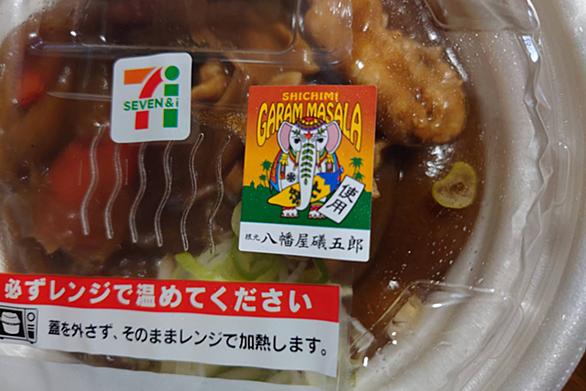 7i
SEVEN & i
SHICHIMI
GARAM MASALA
使用
根元 八幡屋礒五郎
必ずレンジで温めてください
蓋を外さず、そのままレンジで加熱します。